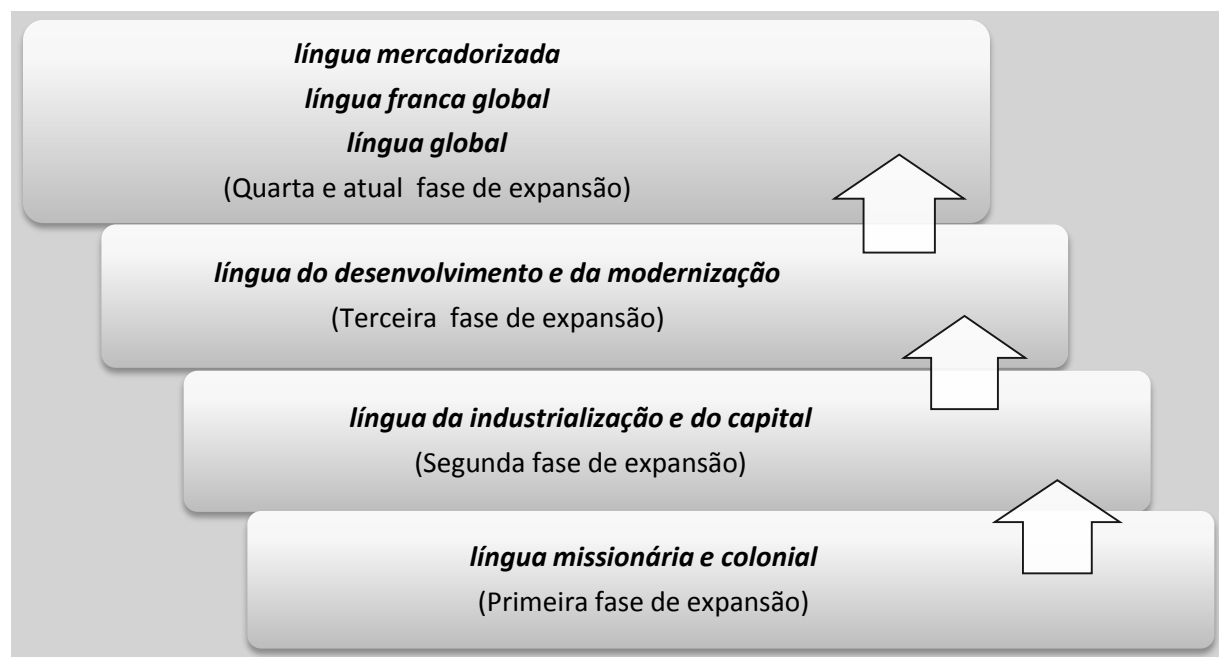 língua mercadorizada
língua franca global
língua global
(Quarta e atual fase de expansão)
língua do desenvolvimento e da modernização
(Terceira fase de expansão)
língua da industrialização e do capital
(Segunda fase de expansão)
língua missionária e colonial
(Primeira fase de expansão)